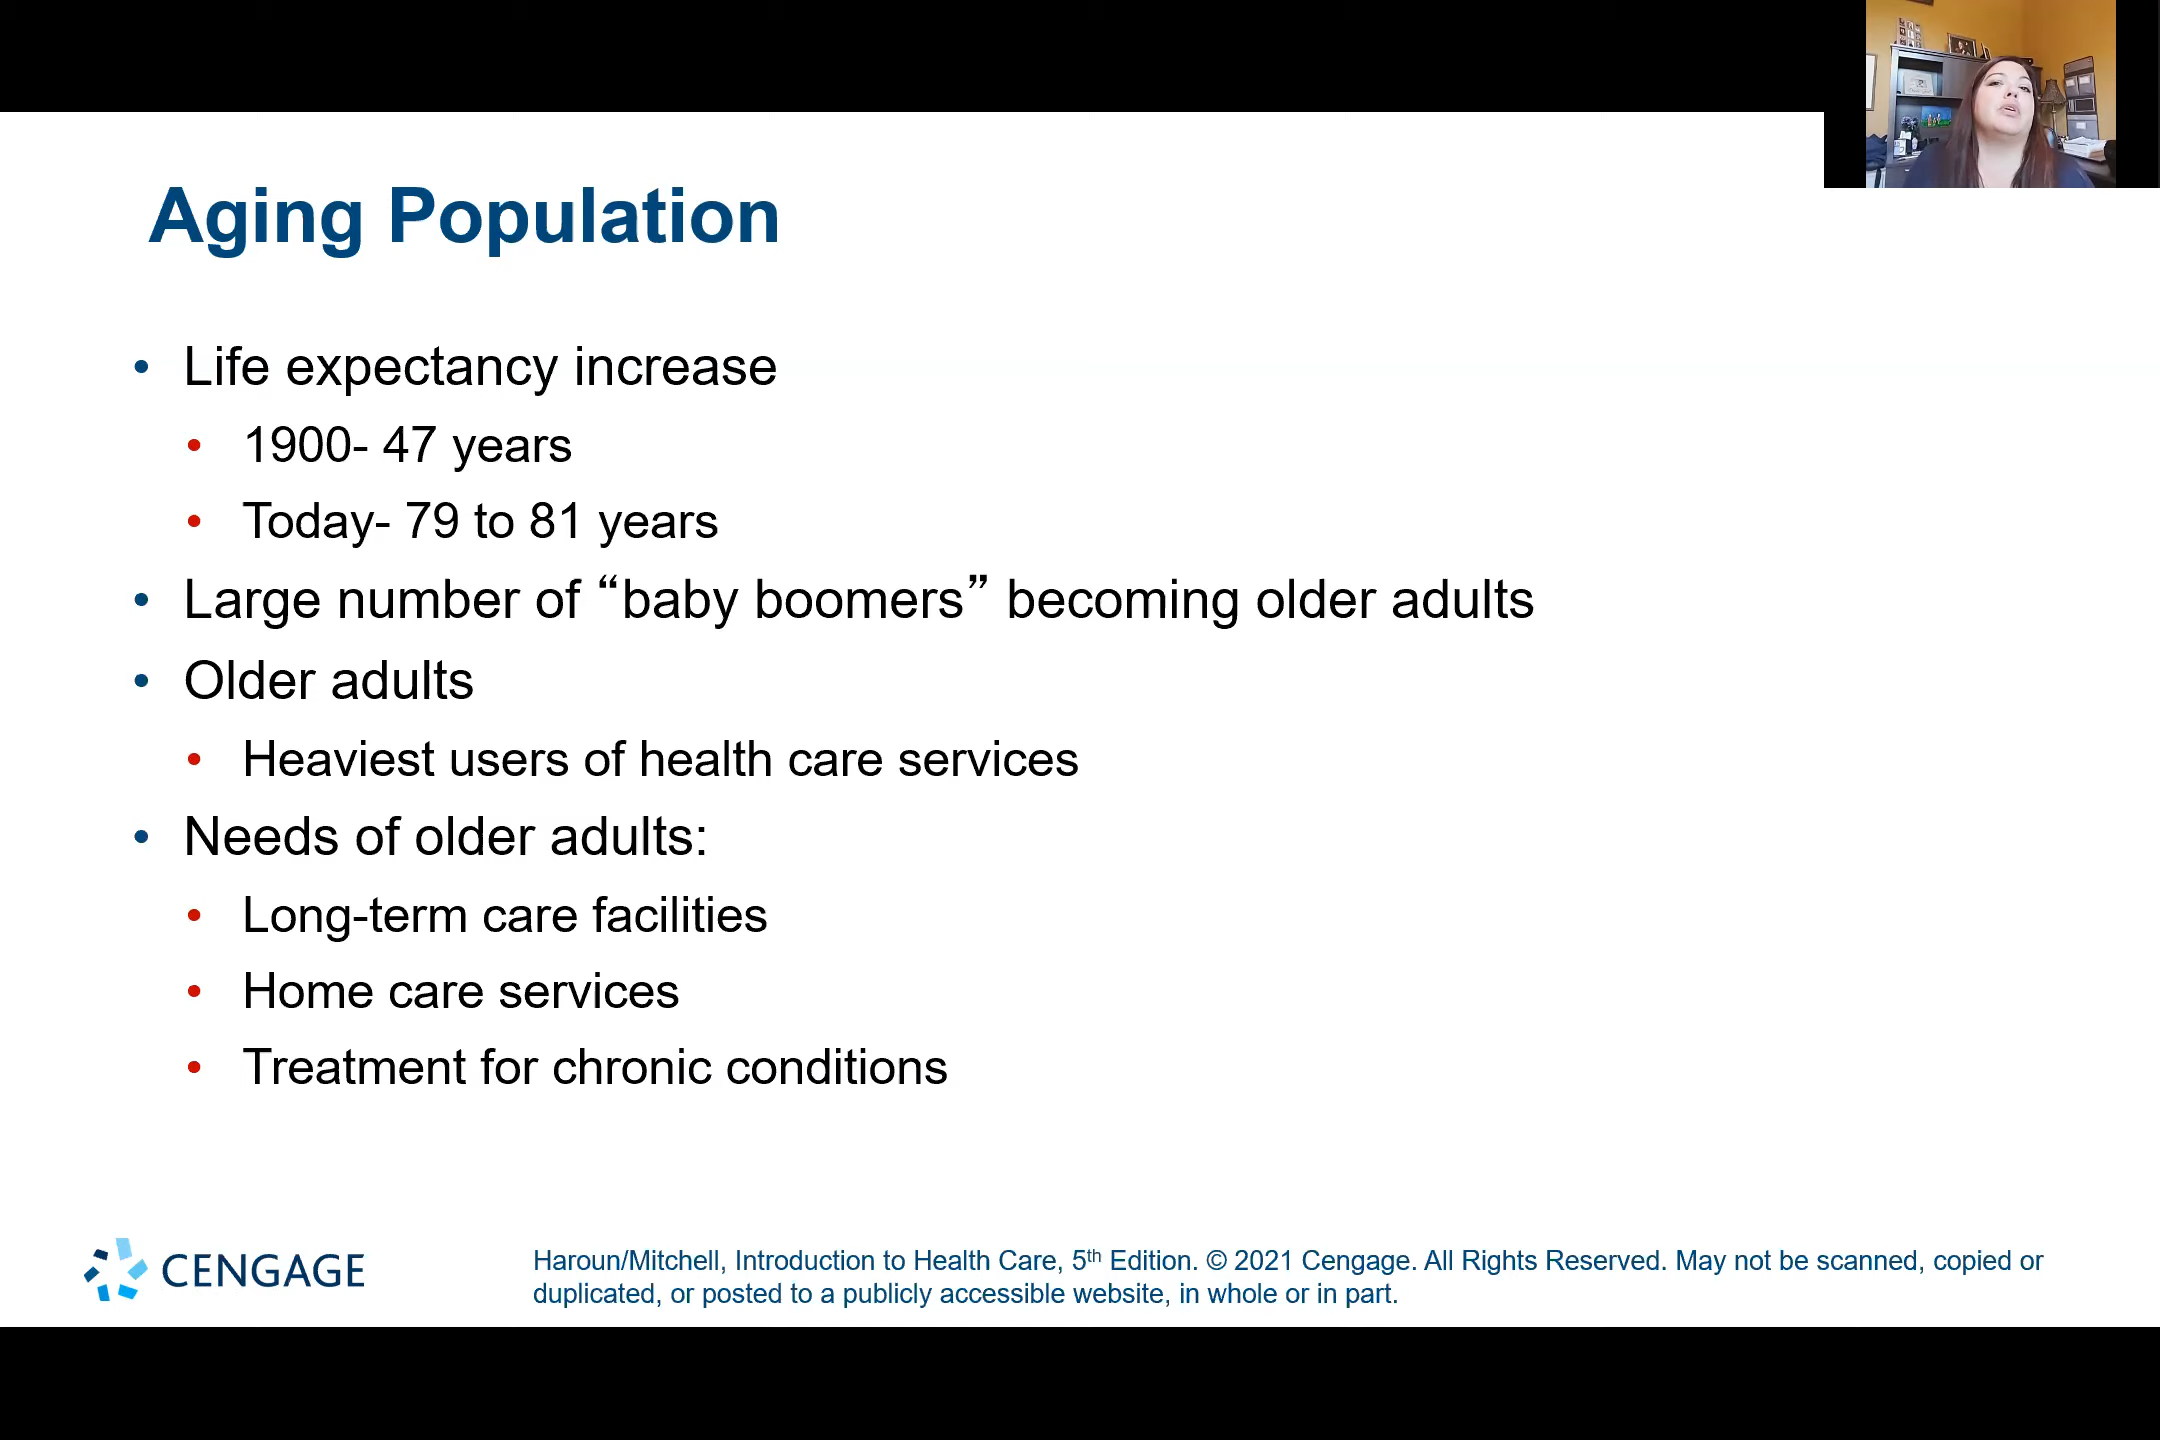 Aging Population
• Life expectancy increase
• 1900- 47 years
• Today- 79 to 81 years
• Large number of “baby boomers” becoming older adults
• Older adults
• Heaviest users of health care services
• Needs of older adults:
• Long-term care facilities
• Home care services
• Treatment for chronic conditions
CENGAGE
Haroun/Mitchell, Introduction to Health Care, 5th Edition. © 2021 Cengage. All Rights Reserved. May not be scanned, copied or
duplicated, or posted to a publicly accessible website, in whole or in part.